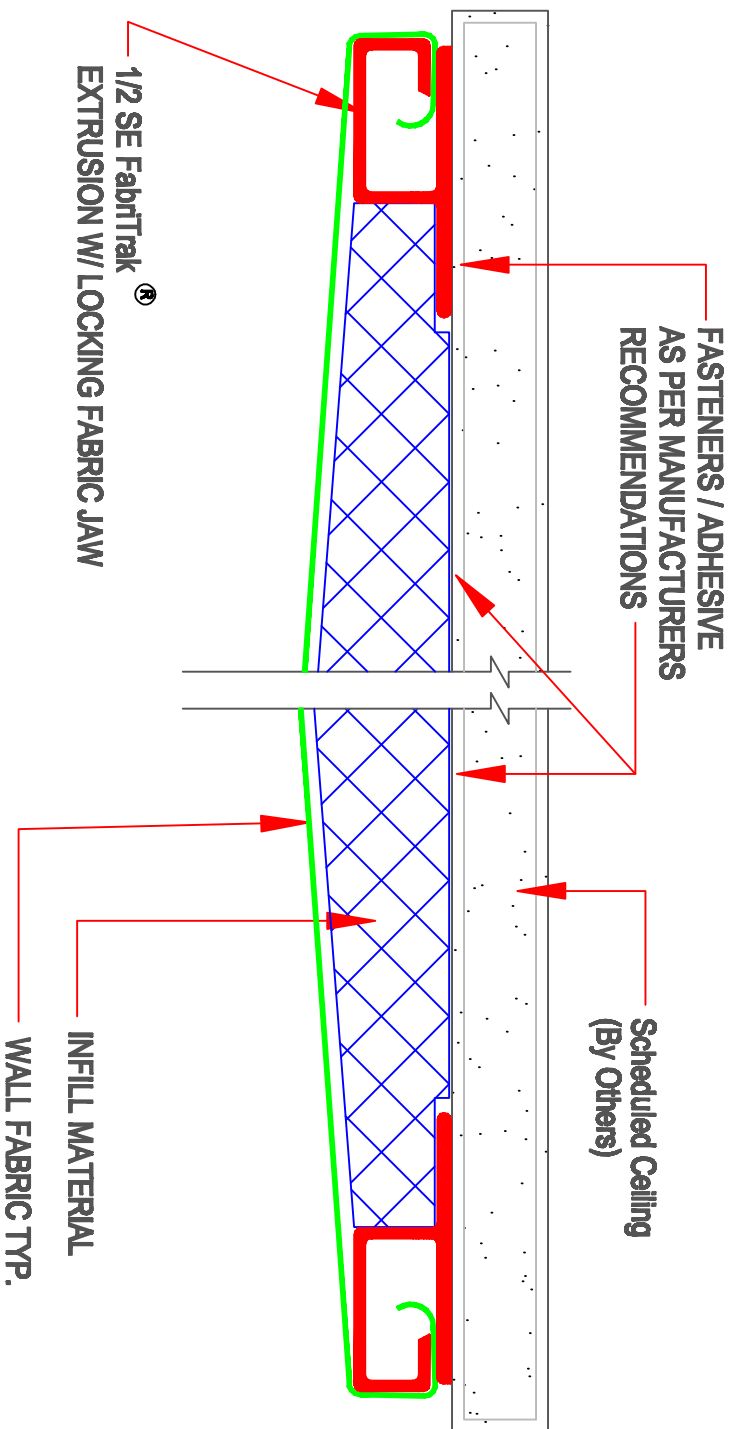 FASTENERS / ADHESIVE
AS PER MANUFACTURERS
RECOMMENDATIONS
Scheduled Ceiling
(By Others)
1/2 SE FabriTrak ®
EXTRUSION W/ LOCKING FABRIC JAW
INFILL MATERIAL
WALL FABRIC TYP.